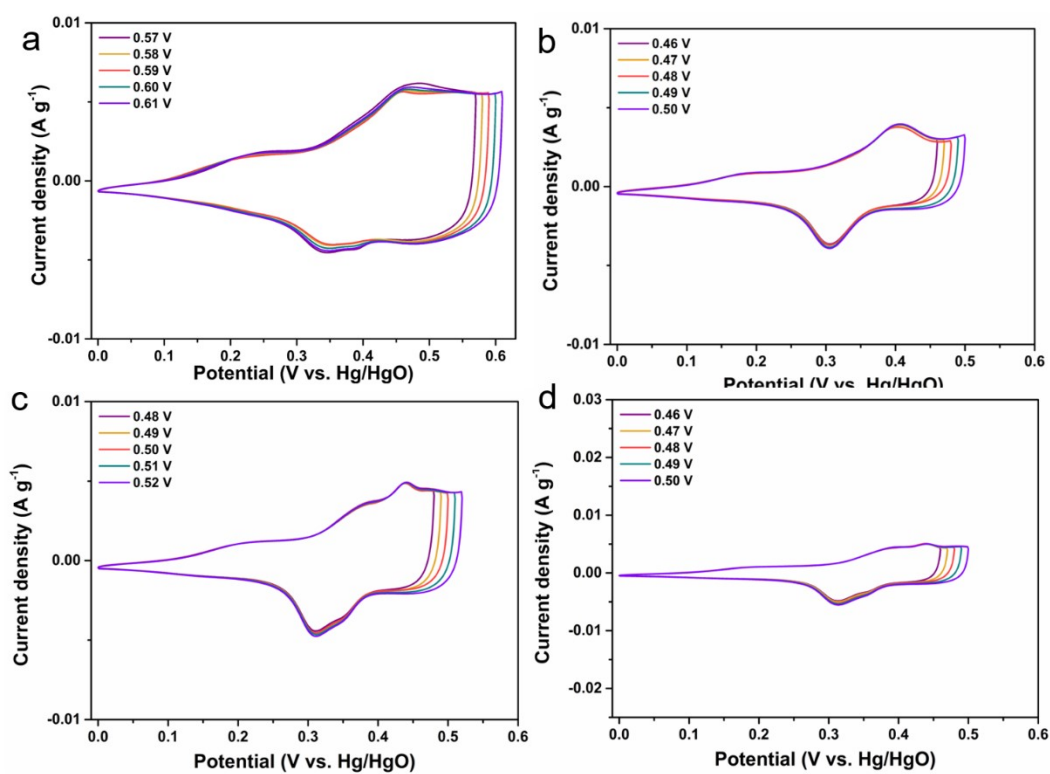 a
0.01
0.00
-0.01
Current density (A g-1)
0.57 V
0.58 V
0.59 V
0.60 V
0.61 V
0.0 0.1 0.2 0.3 0.4 0.5 0.6
Potential (V vs. Hg/HgO)
b
0.01
0.00
-0.01
Current density (A g-1)
0.46 V
0.47 V
0.48 V
0.49 V
0.50 V
0.0 0.1 0.2 0.3 0.4 0.5 0.6
Potential (V vs. Hg/HgO)
c
0.01
0.00
-0.01
Current density (A g-1)
0.48 V
0.49 V
0.50 V
0.51 V
0.52 V
0.0 0.1 0.2 0.3 0.4 0.5 0.6
Potential (V vs. Hg/HgO)
d
0.03
0.02
0.01
0.00
-0.01
-0.02
Current density (A g-1)
0.46 V
0.47 V
0.48 V
0.49 V
0.50 V
0.0 0.1 0.2 0.3 0.4 0.5 0.6
Potential (V vs. Hg/HgO)